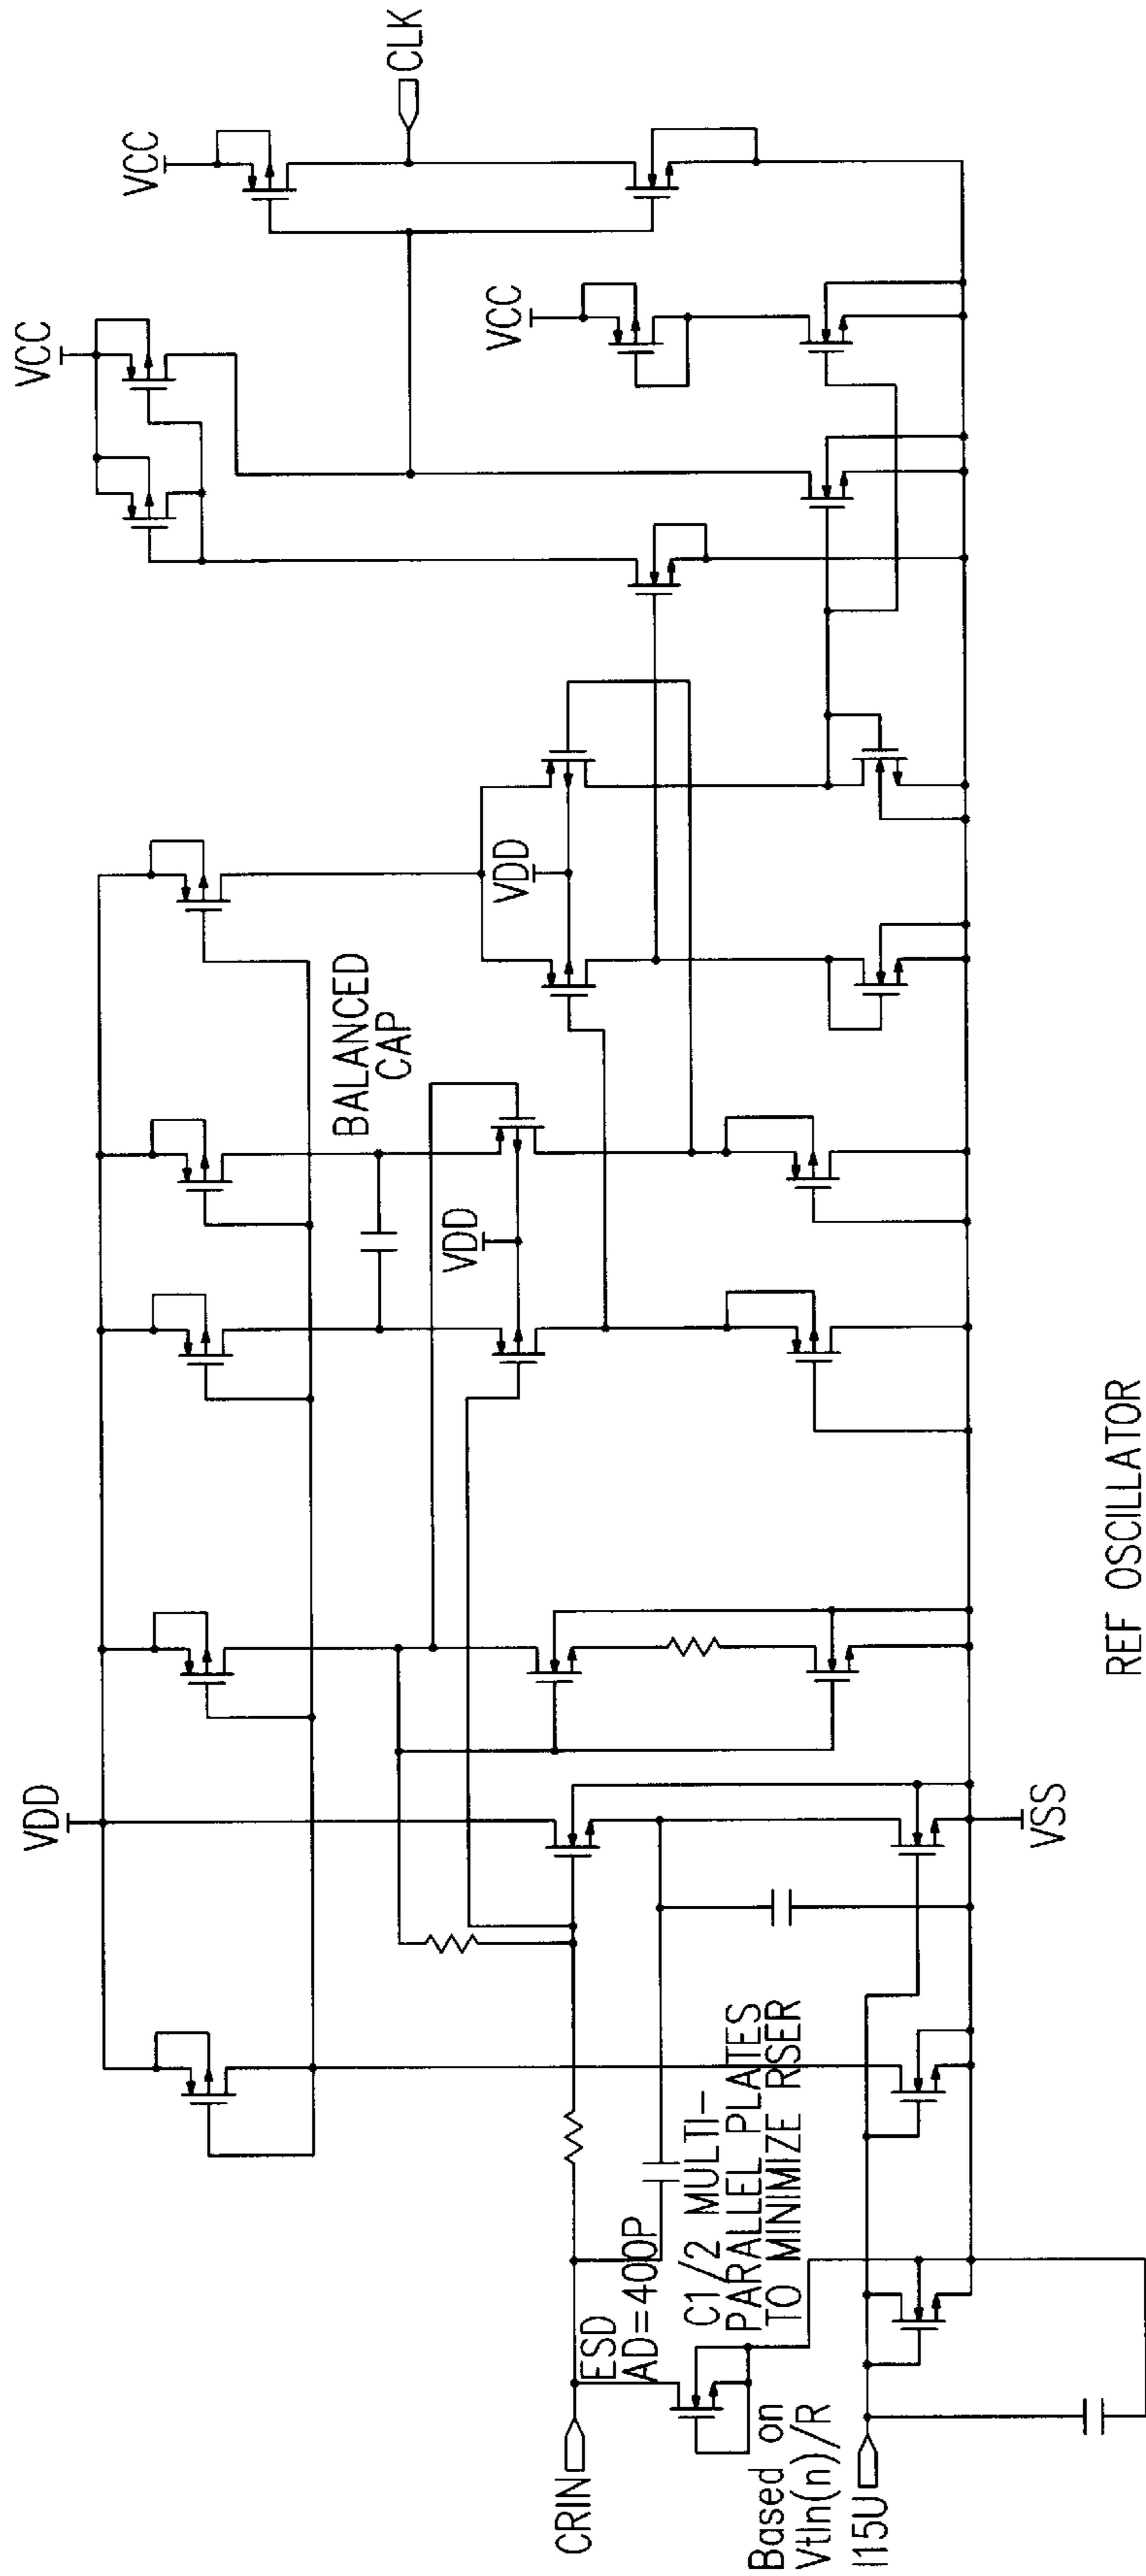 VCC
VCC
CLK
VCC
VDD
BALANCED
CAP
VDD
VDD
VSS
CRIN
ESD
AD=400P
C1/2 MULTI-
PARALLEL PLATES
TO MINIMIZE RSER
Based on
Vtln(n)/R
I15U
REF OSCILLATOR